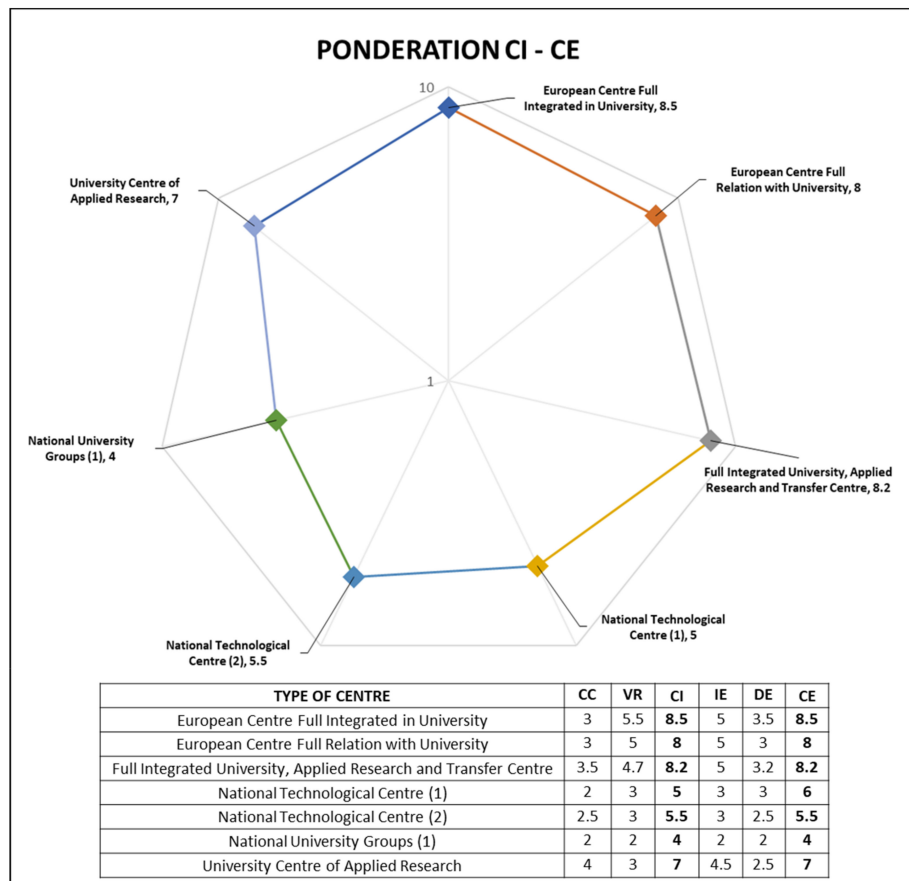 PONDERATION CI - CE
10
European Centre Full
Integrated in University, 8.5
European Centre Full
Relation with University, 8
University Centre of
Applied Research, 7
1
National University
Groups (1), 4
Full Integrated University, Applied
Research and Transfer Centre, 8.2
National Technological
Centre (1), 5
National Technological
Centre (2), 5.5
TYPE OF CENTRE CC VR CI IE DE CE
European Centre Full Integrated in University 3 5.5 8.5 5 3.5 8.5
European Centre Full Relation with University 3 5 8 5 3 8
Full Integrated University, Applied Research and Transfer Centre 3.5 4.7 8.2 5 3.2 8.2
National Technological Centre (1) 2 3 5 3 3 6
National Technological Centre (2) 2.5 3 5.5 3 2.5 5.5
National University Groups (1) 2 2 4 2 2 4
University Centre of Applied Research 4 3 7 4.5 2.5 7